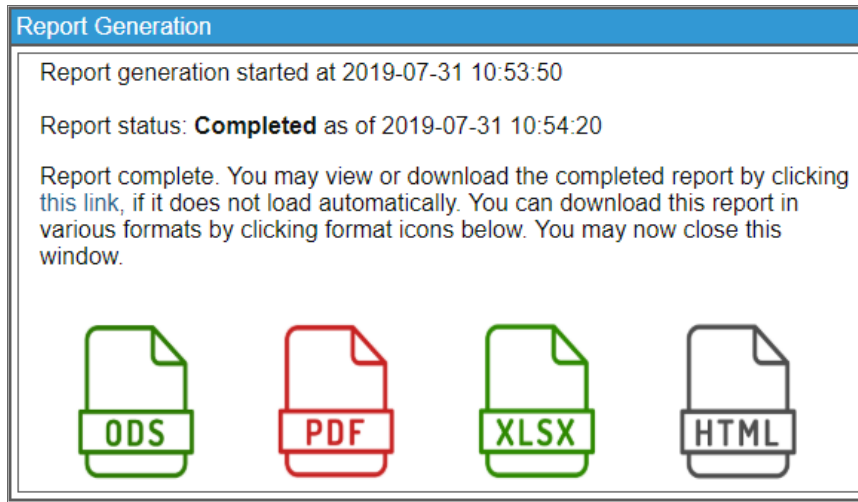 Report Generation
Report generation started at 2019-07-31 10:53:50
Report status: Completed as of 2019-07-31 10:54:20
Report complete. You may view or download the completed report by clicking
this link, if it does not load automatically. You can download this report in
various formats by clicking format icons below. You may now close this
window.
ODS PDF XLSX HTML